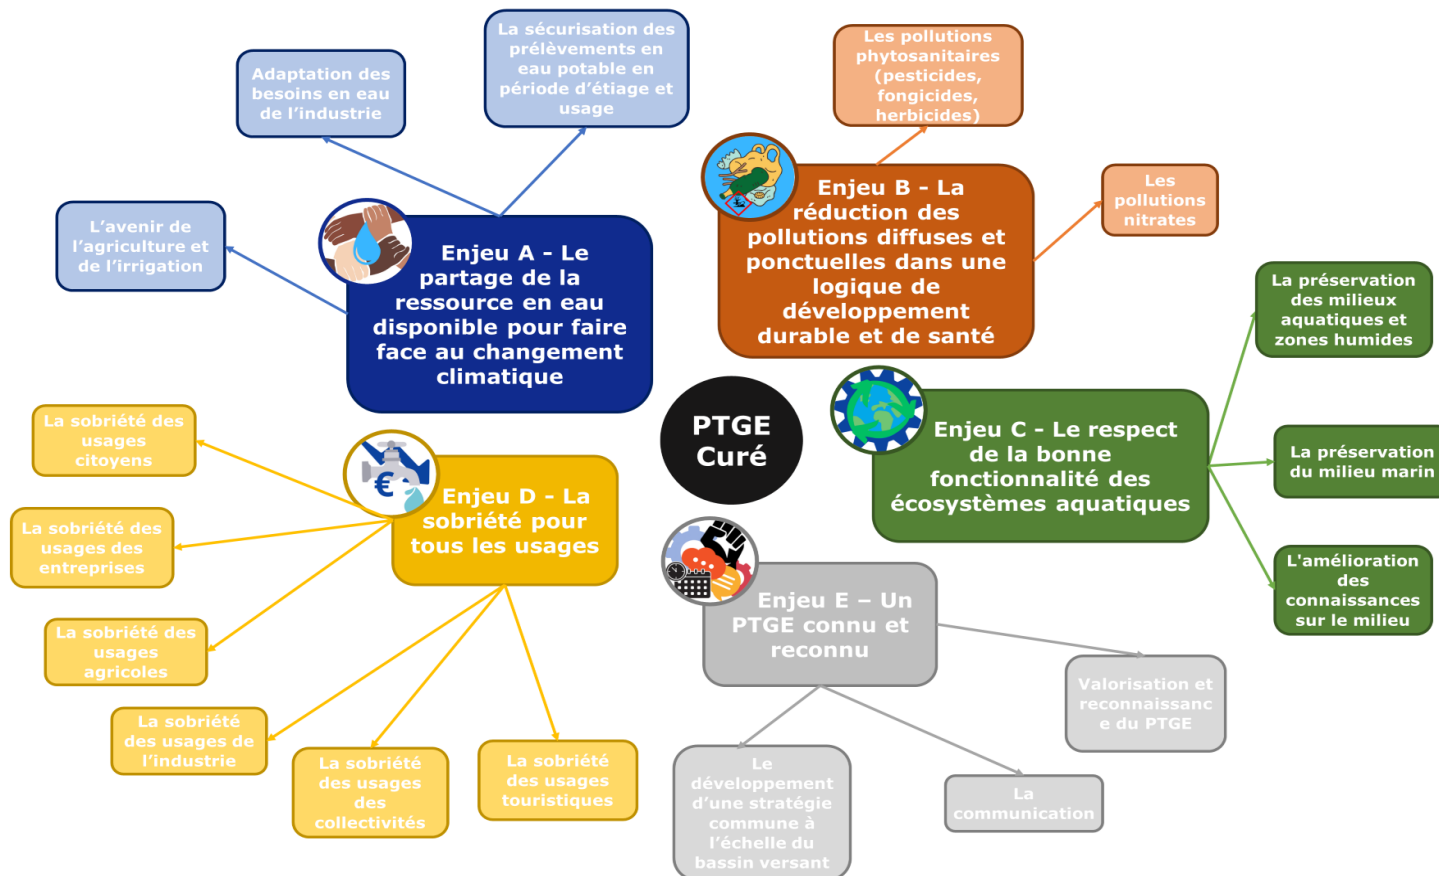 La sécurisation des
prélèvements en
eau potable en
période d'étiage et
usage
Adaptation des
besoins en eau
de l'industrie
L'avenir de
l'agriculture et
de l'irrigation
Enjeu A - Le
partage de la
ressource en eau
disponible pour faire
face au changement
climatique
Les pollutions
phytosanitaires
(pesticides,
fongicides,
herbicides)
Les
pollutions
nitrates
Enjeu B - La
réduction des
pollutions diffuses et
ponctuelles dans une
logique de
développement
durable et de santé
PTGE
Curé
Enjeu C - Le respect
de la bonne
fonctionnalité des
écosystèmes aquatiques
La préservation
des milieux
aquatiques et
zones humides
La préservation
du milieu marin
L'amélioration
des
connaissances
sur le milieu
Enjeu D - La
sobriété pour
tous les usages
€
La sobriété des
usages
citoyens
La sobriété des
usages des
entreprises
La sobriété des
usages
agricoles
La sobriété
des usages de
l'industrie
La sobriété
des usages
des
collectivités
La sobriété
des usages
touristiques
Enjeu E – Un
PTGE connu et
reconnu
Valorisation et
reconnaissanc
e du PTGE
La
communication
Le
développement
d'une stratégie
commune à
l'échelle du
bassin versant